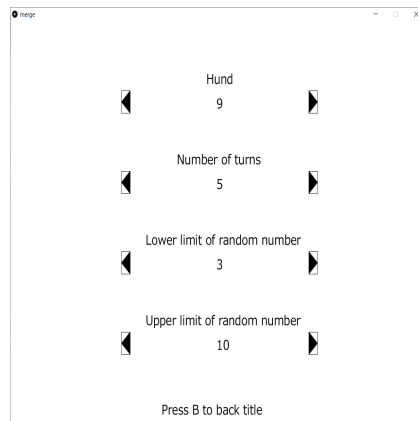 merge
Hund
9
Number of turns
5
Lower limit of random number
3
Upper limit of random number
10
Press B to back title